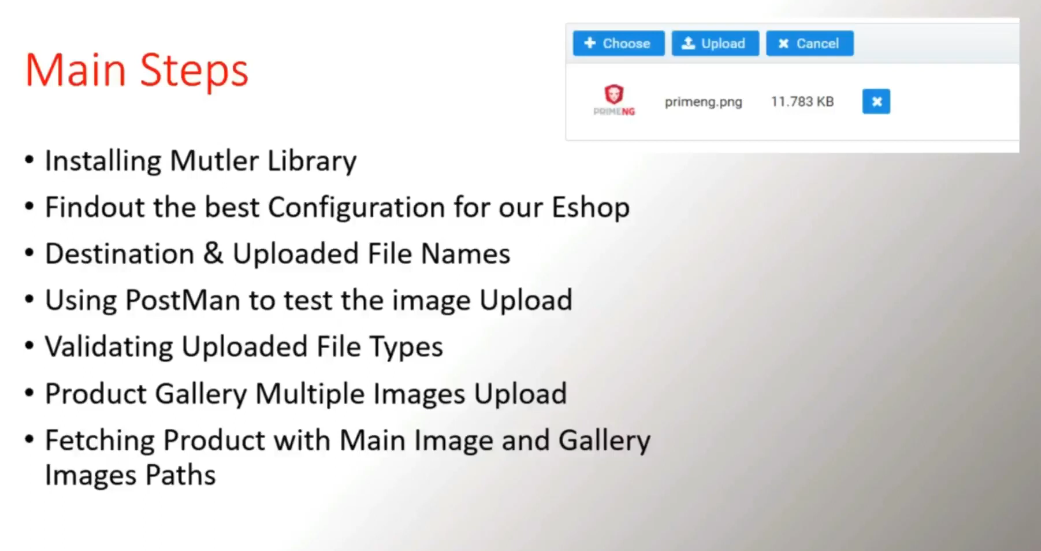 Main Steps
+ Choose
Upload
× Cancel
PRIMENG
primeng.png
11.783 KB
×
• Installing Mutler Library
• Findout the best Configuration for our Eshop
• Destination & Uploaded File Names
• Using PostMan to test the image Upload
• Validating Uploaded File Types
• Product Gallery Multiple Images Upload
• Fetching Product with Main Image and Gallery
Images Paths